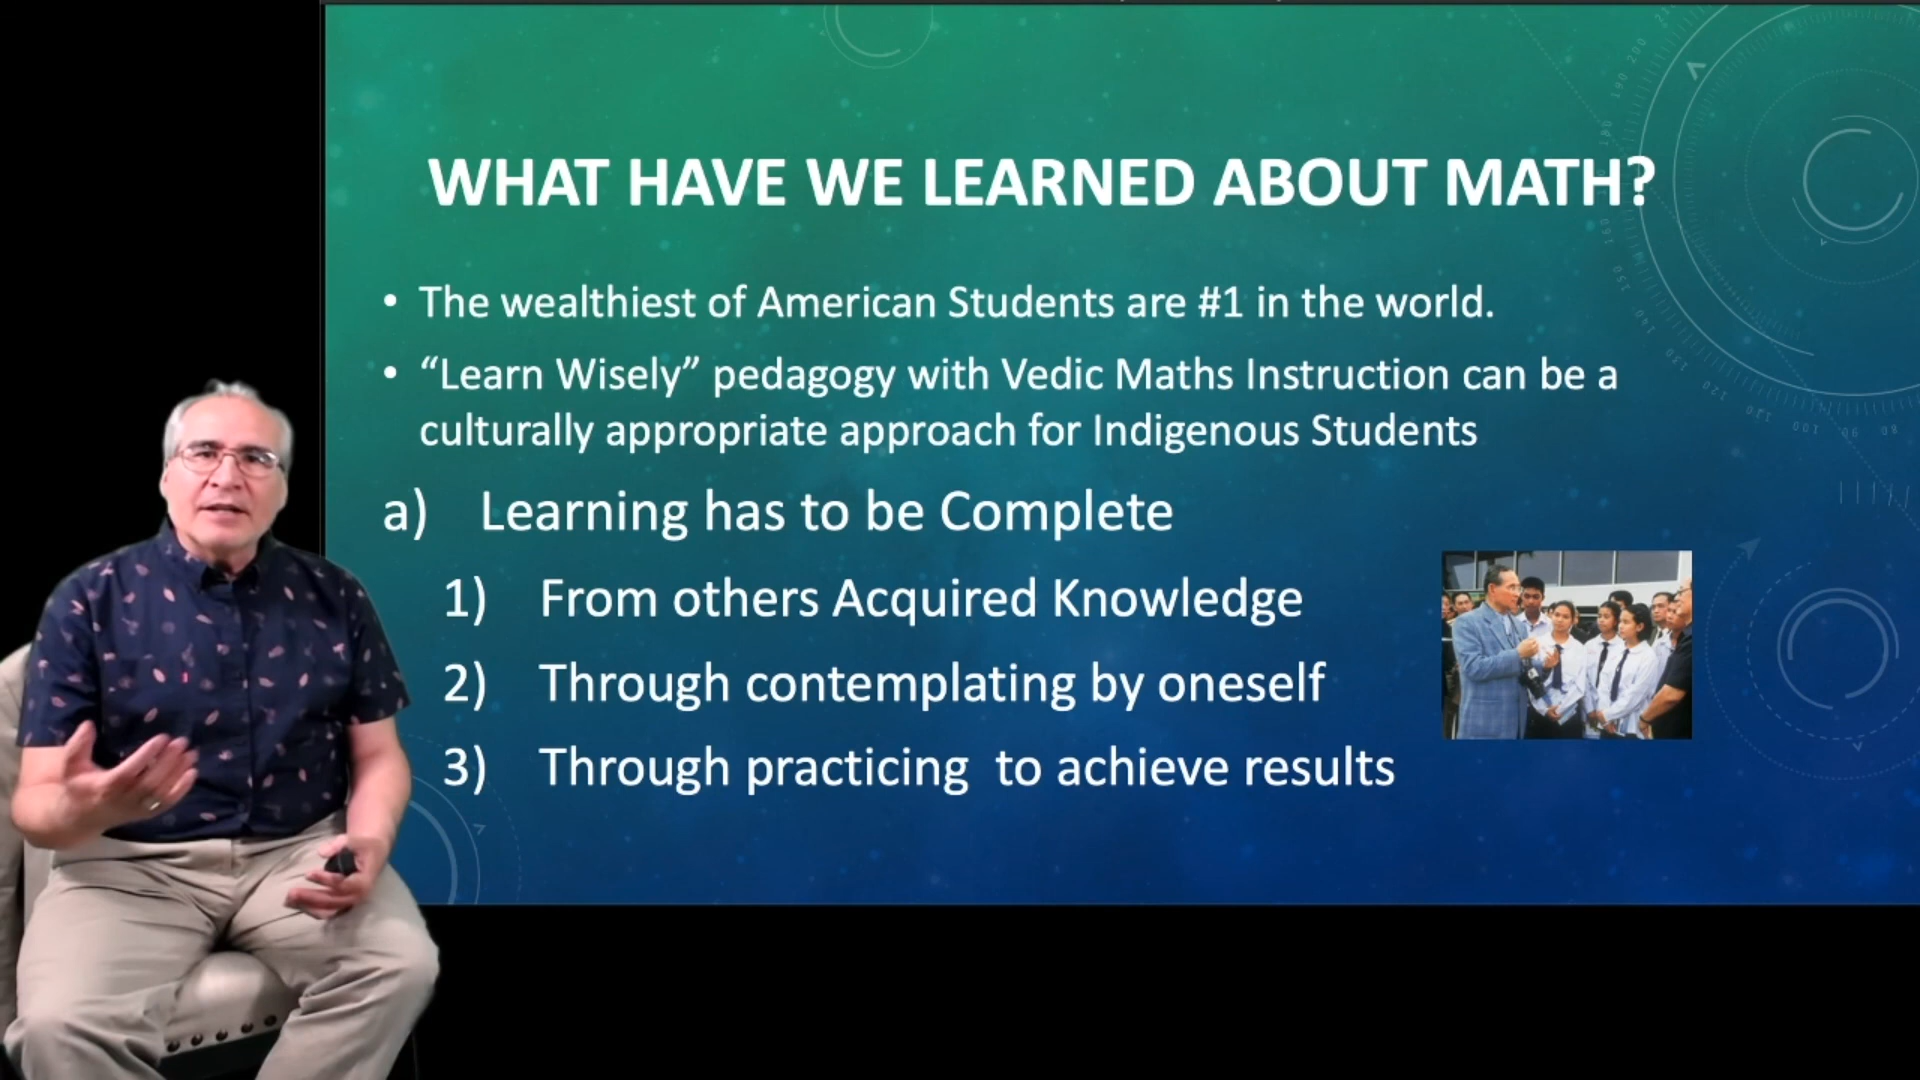 WHAT HAVE WE LEARNED ABOUT MATH?
• The wealthiest of American Students are #1 in the world.
• “Learn Wisely” pedagogy with Vedic Maths Instruction can be a
culturally appropriate approach for Indigenous Students
a) Learning has to be Complete
1) From others Acquired Knowledge
2) Through contemplating by oneself
3) Through practicing  to achieve results